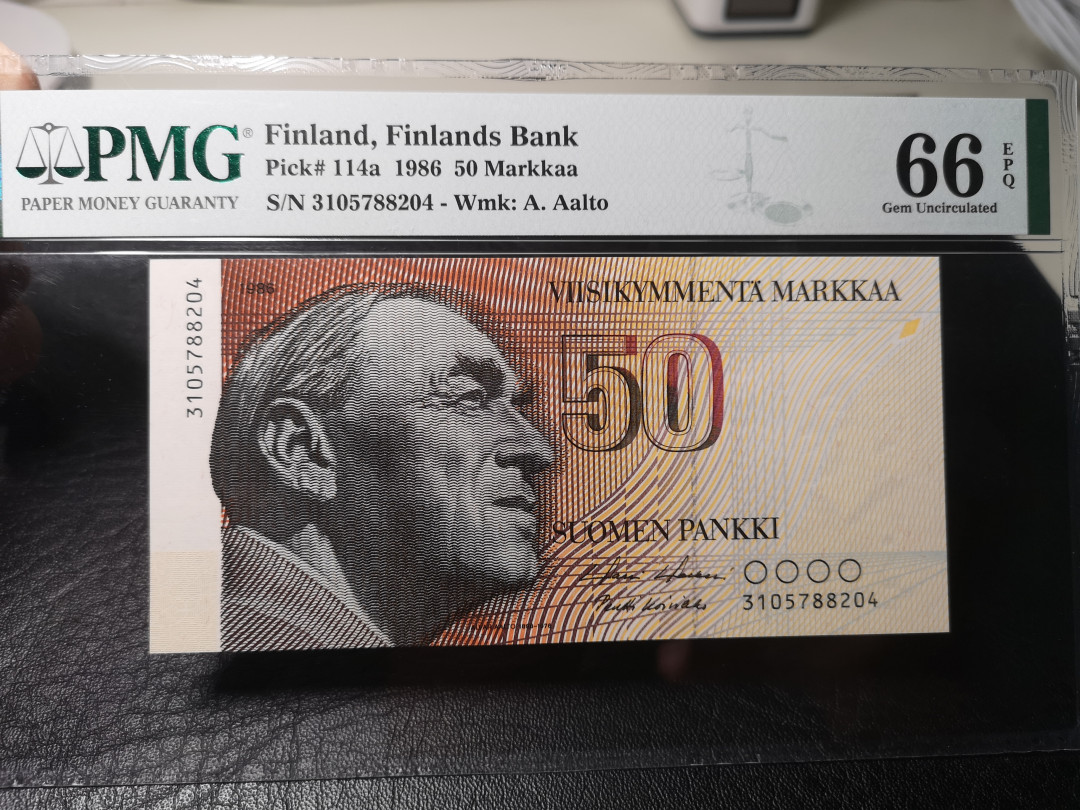 PMG®
PAPER MONEY GUARANTY
Finland, Finlands Bank
Pick# 114a 1986 50 Markkaa
S/N 3105788204 - Wmk: A. Aalto
66
EPQ
Gem Uncirculated
3105788204
1986
VIISIKYMMENTÄ MARKKAA
50
SUOMEN PANKKI
3105788204